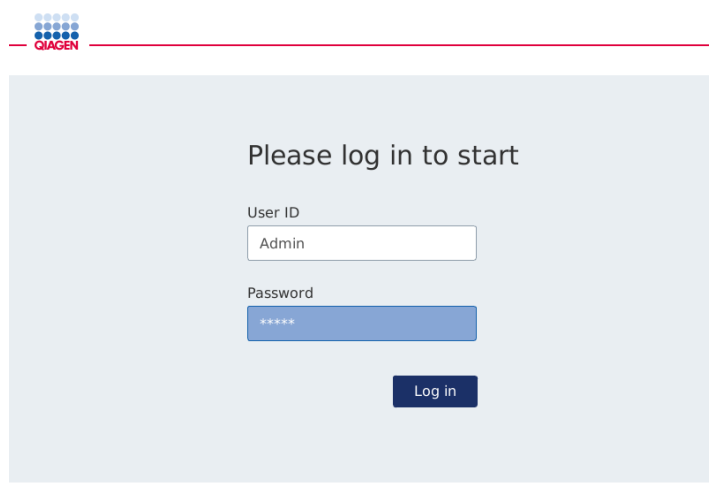 QIAGEN
Please log in to start
User ID
Admin
Password
*****
Log in